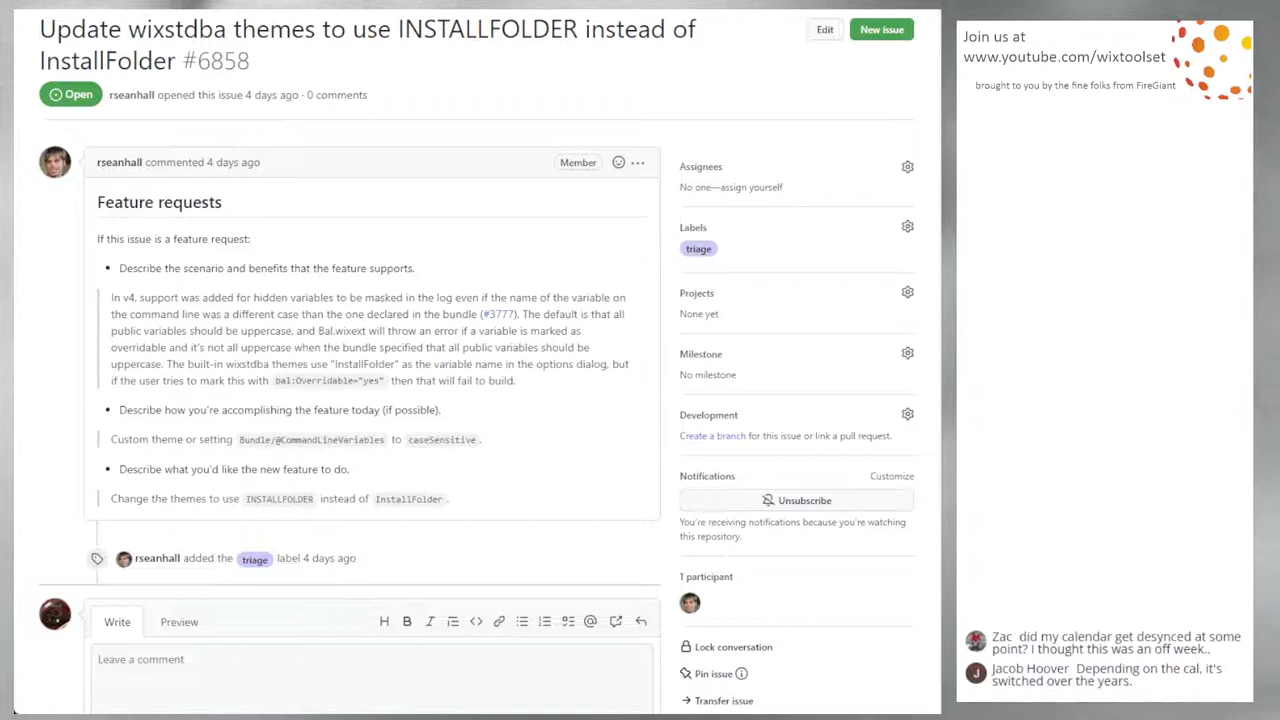 Update wixstdba themes to use INSTALLFOLDER instead of
InstallFolder #6858
Edit
New issue
Open
rseanhall opened this issue 4 days ago · 0 comments
rseanhall commented 4 days ago
Member
Feature requests
If this issue is a feature request:
• Describe the scenario and benefits that the feature supports.
In v4, support was added for hidden variables to be masked in the log even if the name of the variable on
the command line was a different case than the one declared in the bundle (#3777). The default is that all
public variables should be uppercase, and Bal.wixext will throw an error if a variable is marked as
overridable and it's not all uppercase when the bundle specified that all public variables should be
uppercase. The built-in wixstdba themes use "InstallFolder" as the variable name in the options dialog, but
if the user tries to mark this with bal:Overridable="yes" then that will fail to build.
• Describe how you're accomplishing the feature today (if possible).
Custom theme or setting Bundle/@CommandLineVariables to caseSensitive.
• Describe what you'd like the new feature to do.
Change the themes to use INSTALLFOLDER instead of InstallFolder.
rseanhall added the triage label 4 days ago
Write
Preview
Leave a comment
Assignees
No one—assign yourself
Labels
triage
Projects
None yet
Milestone
No milestone
Development
Create a branch for this issue or link a pull request.
Notifications
Customize
Unsubscribe
You're receiving notifications because you're watching
this repository.
1 participant
Lock conversation
Pin issue
Transfer issue
Join us at
www.youtube.com/wixtoolset
brought to you by the fine folks from FireGiant
Zac did my calendar get desynced at some
point? I thought this was an off week..
J
Jacob Hoover Depending on the cal, it's
switched over the years.